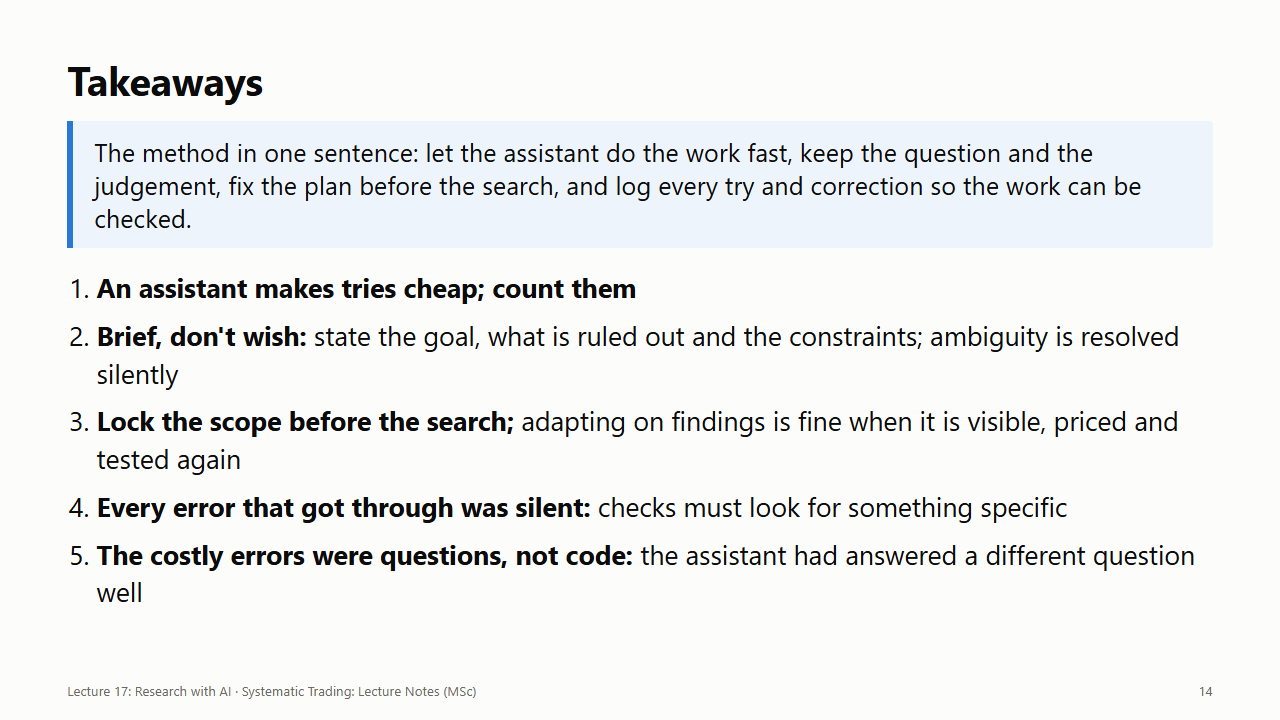 Takeaways
The method in one sentence: let the assistant do the work fast, keep the question and the
judgement, fix the plan before the search, and log every try and correction so the work can be
checked.
1. An assistant makes tries cheap; count them
2. Brief, don't wish: state the goal, what is ruled out and the constraints; ambiguity is resolved
silently
3. Lock the scope before the search; adapting on findings is fine when it is visible, priced and
tested again
4. Every error that got through was silent: checks must look for something specific
5. The costly errors were questions, not code: the assistant had answered a different question
well
Lecture 17: Research with AI · Systematic Trading: Lecture Notes (MSc)
14